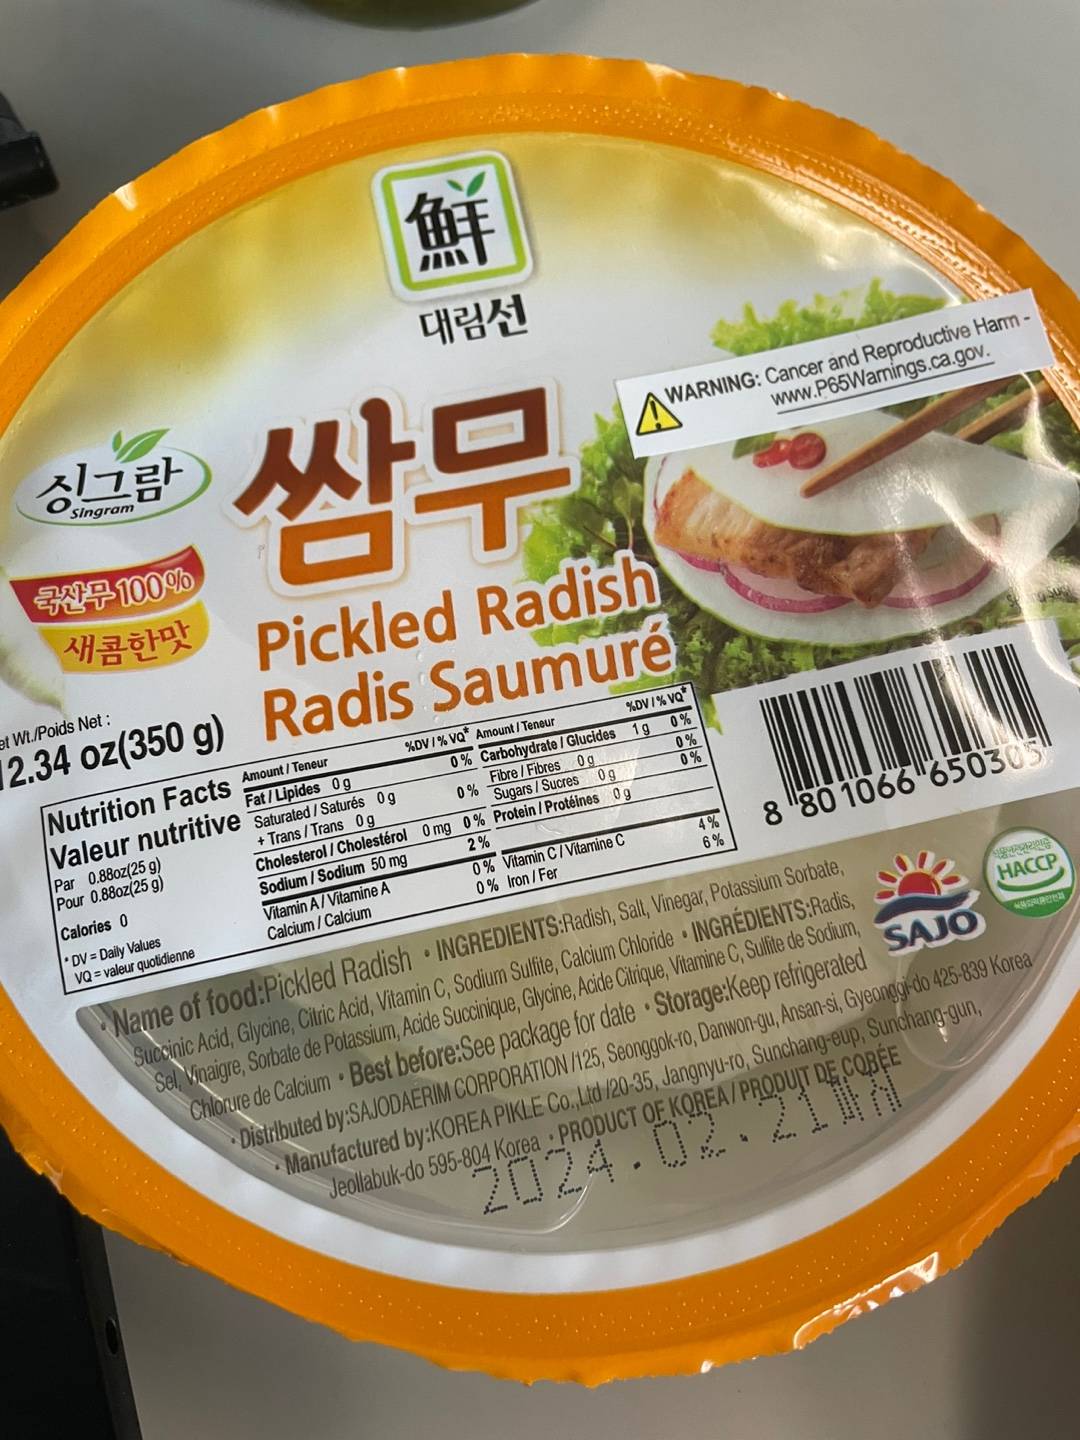 鮮
대림선
WARNING: Cancer and Reproductive Harm -
www.P65Warnings.ca.gov.
싱그람
Singram
쌈무
국산무 100%
새콤한맛
Pickled Radish
Radis Saumuré
et Wt./Poids Net :
12.34 oz(350 g)
Nutrition Facts
Valeur nutritive
Par 0.88oz(25 g)
Pour 0.88oz(25 g)
Calories 0
* DV = Daily Values
VQ = valeur quotidienne
Amount / Teneur %DV / % VQ*
Fat / Lipides 0 g 0%
Saturated / Saturés 0 g
+ Trans / Trans 0 g 0%
Cholesterol / Cholestérol 0 mg 0%
Sodium / Sodium 50 mg 2%
Vitamin A / Vitamine A 0%
Calcium / Calcium 0%
Amount / Teneur %DV / % VQ*
Carbohydrate / Glucides 1 g 0%
Fibre / Fibres 0 g 0%
Sugars / Sucres 0 g 0%
Protein / Protéines 0 g
Vitamin C / Vitamine C 4%
Iron / Fer 6%
8 801066 650305
SAJO
HACCP
• Name of food:Pickled Radish • INGREDIENTS:Radish, Salt, Vinegar, Potassium Sorbate,
Succinic Acid, Glycine, Citric Acid, Vitamin C, Sodium Sulfite, Calcium Chloride • INGRÉDIENTS:Radis,
Sel, Vinaigre, Sorbate de Potassium, Acide Succinique, Glycine, Acide Citrique, Vitamine C, Sulfite de Sodium,
Chlorure de Calcium • Best before:See package for date • Storage:Keep refrigerated
• Distributed by:SAJODAERIM CORPORATION /125, Seonggok-ro, Danwon-gu, Ansan-si, Gyeonggi-do 425-839 Korea
• Manufactured by:KOREA PIKLE Co.,Ltd /20-35, Jangnyu-ro, Sunchang-eup, Sunchang-gun,
Jeollabuk-do 595-804 Korea • PRODUCT OF KOREA / PRODUIT DE CORÉE
2024.02.21까지